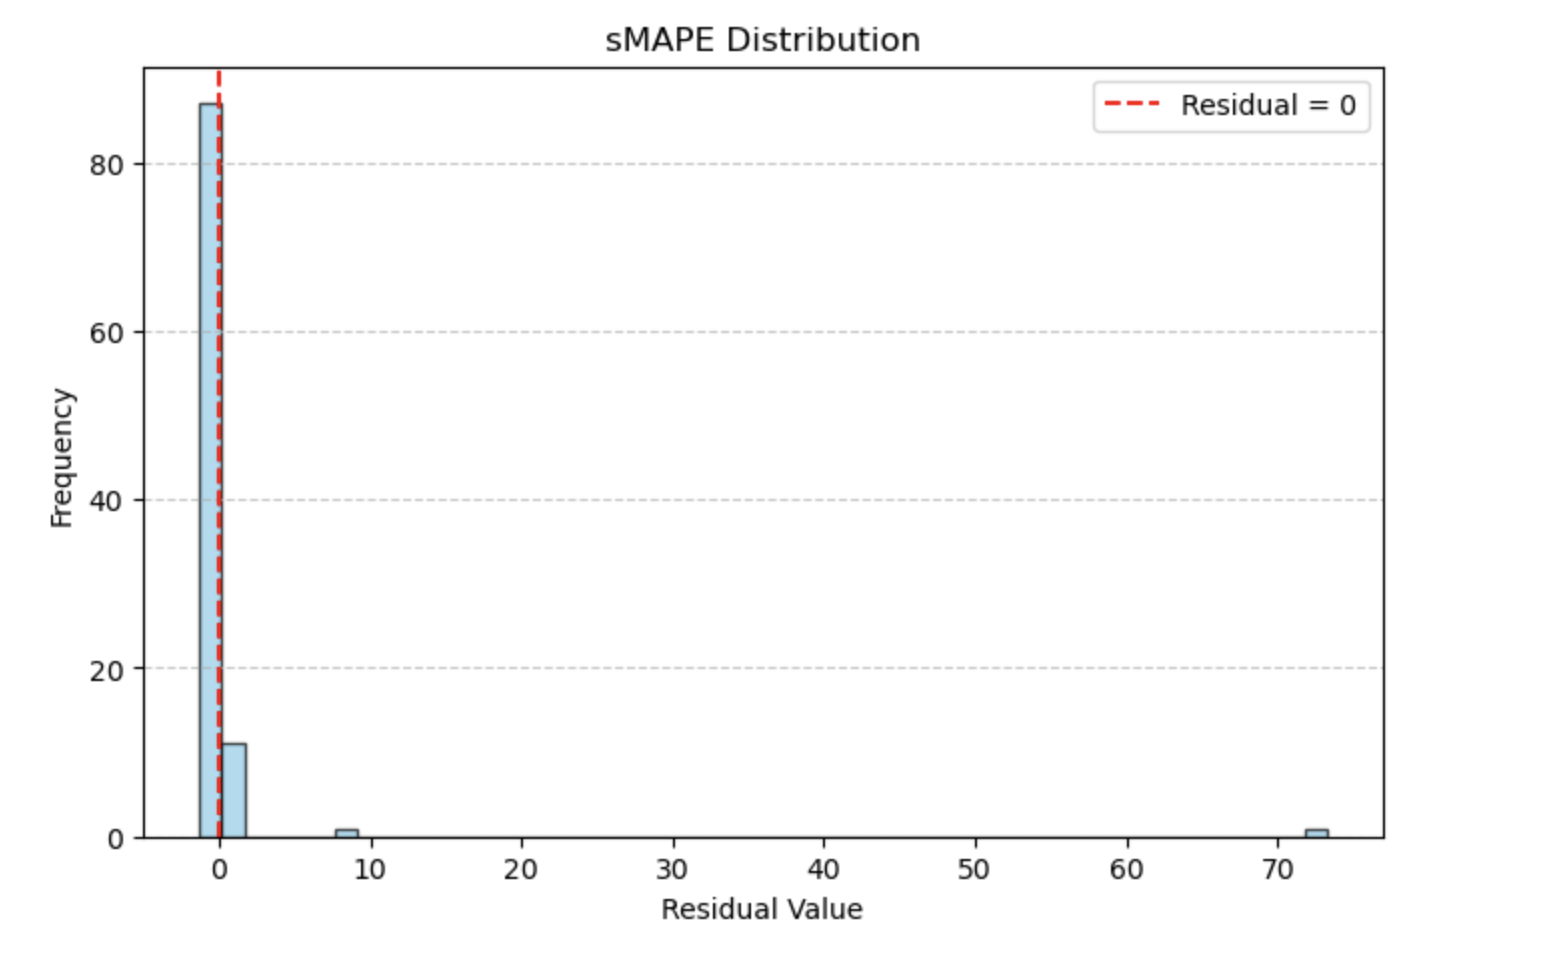 sMAPE Distribution
Residual = 0
80
60
40
20
0
Frequency
0 10 20 30 40 50 60 70
Residual Value